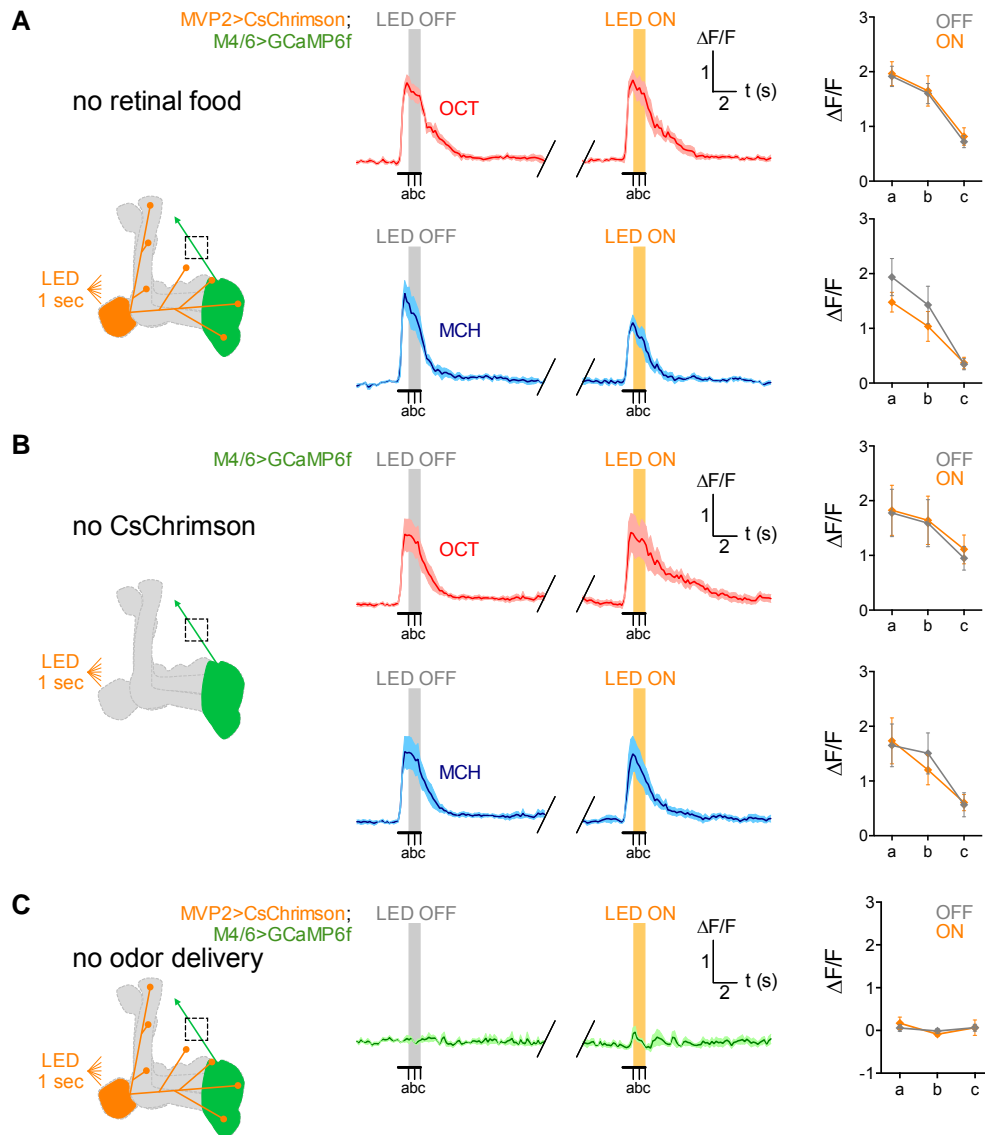 A
MVP2>CsChrimson;
M4/6>GCaMP6f
no retinal food
LED
1 sec
LED OFF
LED ON
OCT
abc
abc
ΔF/F
1
2
t (s)
LED OFF
LED ON
MCH
abc
abc
OFF
ON
ΔF/F
3
2
1
0
a b c
ΔF/F
3
2
1
0
a b c
B
M4/6>GCaMP6f
no CsChrimson
LED
1 sec
LED OFF
LED ON
OCT
abc
abc
ΔF/F
1
2
t (s)
LED OFF
LED ON
MCH
abc
abc
OFF
ON
ΔF/F
3
2
1
0
a b c
ΔF/F
3
2
1
0
a b c
C
MVP2>CsChrimson;
M4/6>GCaMP6f
no odor delivery
LED
1 sec
LED OFF
LED ON
abc
abc
ΔF/F
1
2
t (s)
OFF
ON
ΔF/F
3
2
1
0
-1
a b c